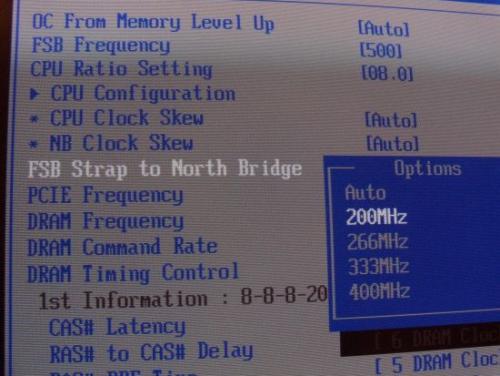 OC From Memory Level Up [Auto]
FSB Frequency [500]
CPU Ratio Setting [08.0]
▶ CPU Configuration
* CPU Clock Skew [Auto]
* NB Clock Skew [Auto]
FSB Strap to North Bridge
Options
PCIE Frequency
Auto
DRAM Frequency
200MHz
DRAM Command Rate
266MHz
DRAM Timing Control
333MHz
1st Information : 8-8-8-20
400MHz
CAS# Latency [ 6 DRAM Cloc
RAS# to CAS# Delay [ 5 DRAM Cloc